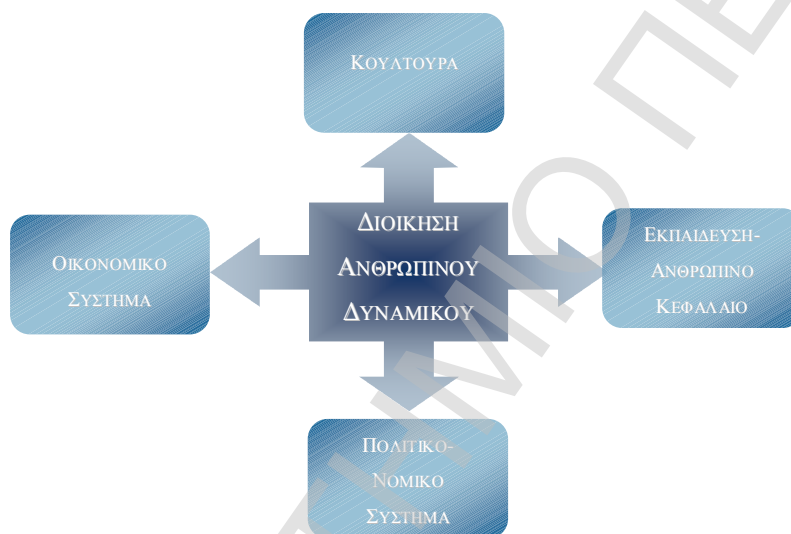 ΚΟΥΛΤΟΥΡΑ
ΔΙΟΙΚΗΣΗ
ΑΝΘΡΩΠΙΝΟΥ
ΔΥΝΑΜΙΚΟΥ
ΟΙΚΟΝΟΜΙΚΟ
ΣΥΣΤΗΜΑ
ΕΚΠΑΙΔΕΥΣΗ-
ΑΝΘΡΩΠΙΝΟ
ΚΕΦΑΛΑΙΟ
ΠΟΛΙΤΙΚΟ-
ΝΟΜΙΚΟ
ΣΥΣΤΗΜΑ